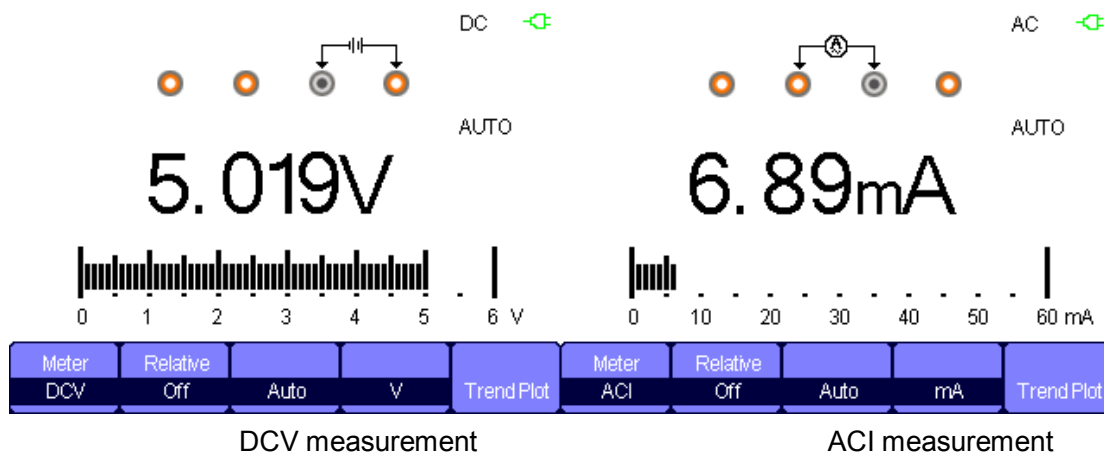 DC
AUTO
5.019V
0 1 2 3 4 5 6 V
Meter Relative
DCV Off Auto V Trend Plot
DCV measurement
AC
A
AUTO
6.89mA
0 10 20 30 40 50 60 mA
Meter Relative
ACI Off Auto mA Trend Plot
ACI measurement